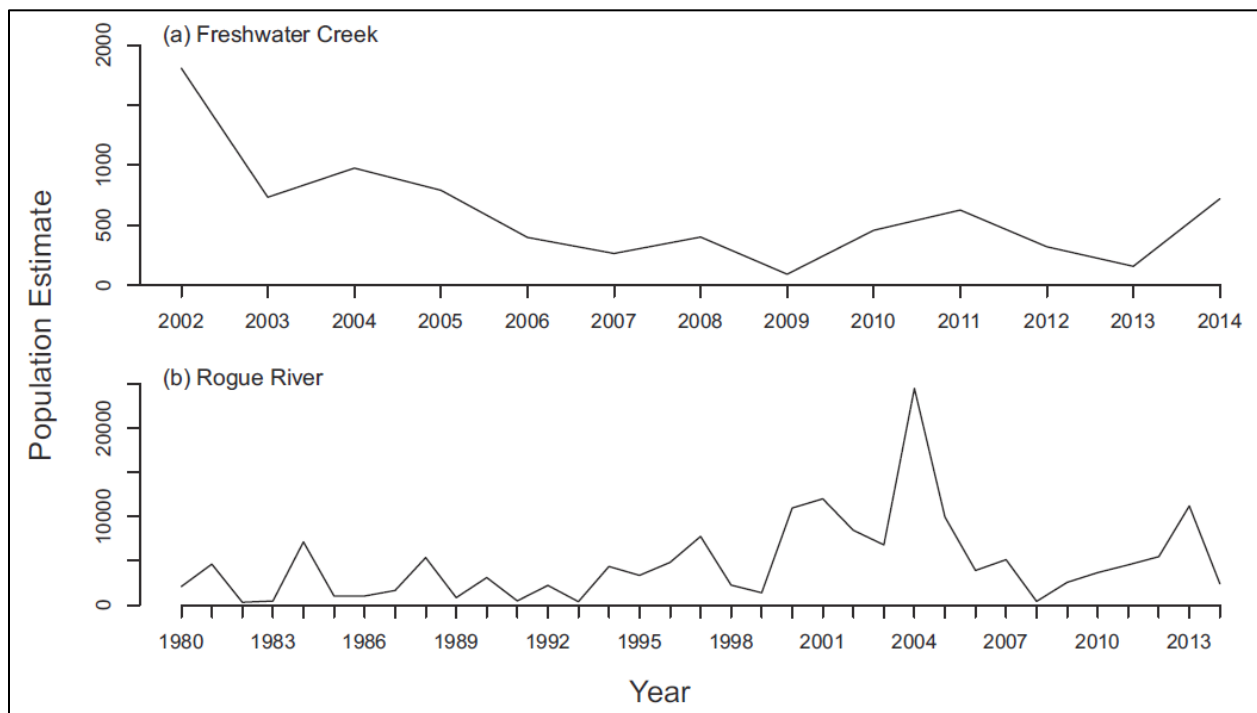 (a) Freshwater Creek
2000
1000
500
0
2002 2003 2004 2005 2006 2007 2008 2009 2010 2011 2012 2013 2014
Population Estimate
(b) Rogue River
20000
10000
0
1980 1983 1986 1989 1992 1995 1998 2001 2004 2007 2010 2013
Year